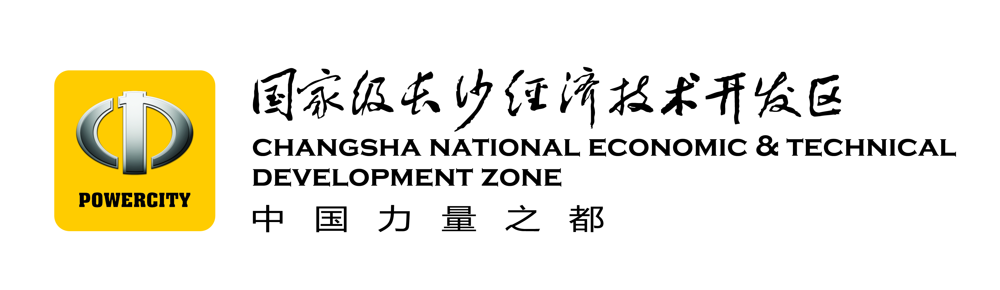 POWERCITY
国家级长沙经济技术开发区
CHANGSHA NATIONAL ECONOMIC & TECHNICAL
DEVELOPMENT ZONE
中国力量之都